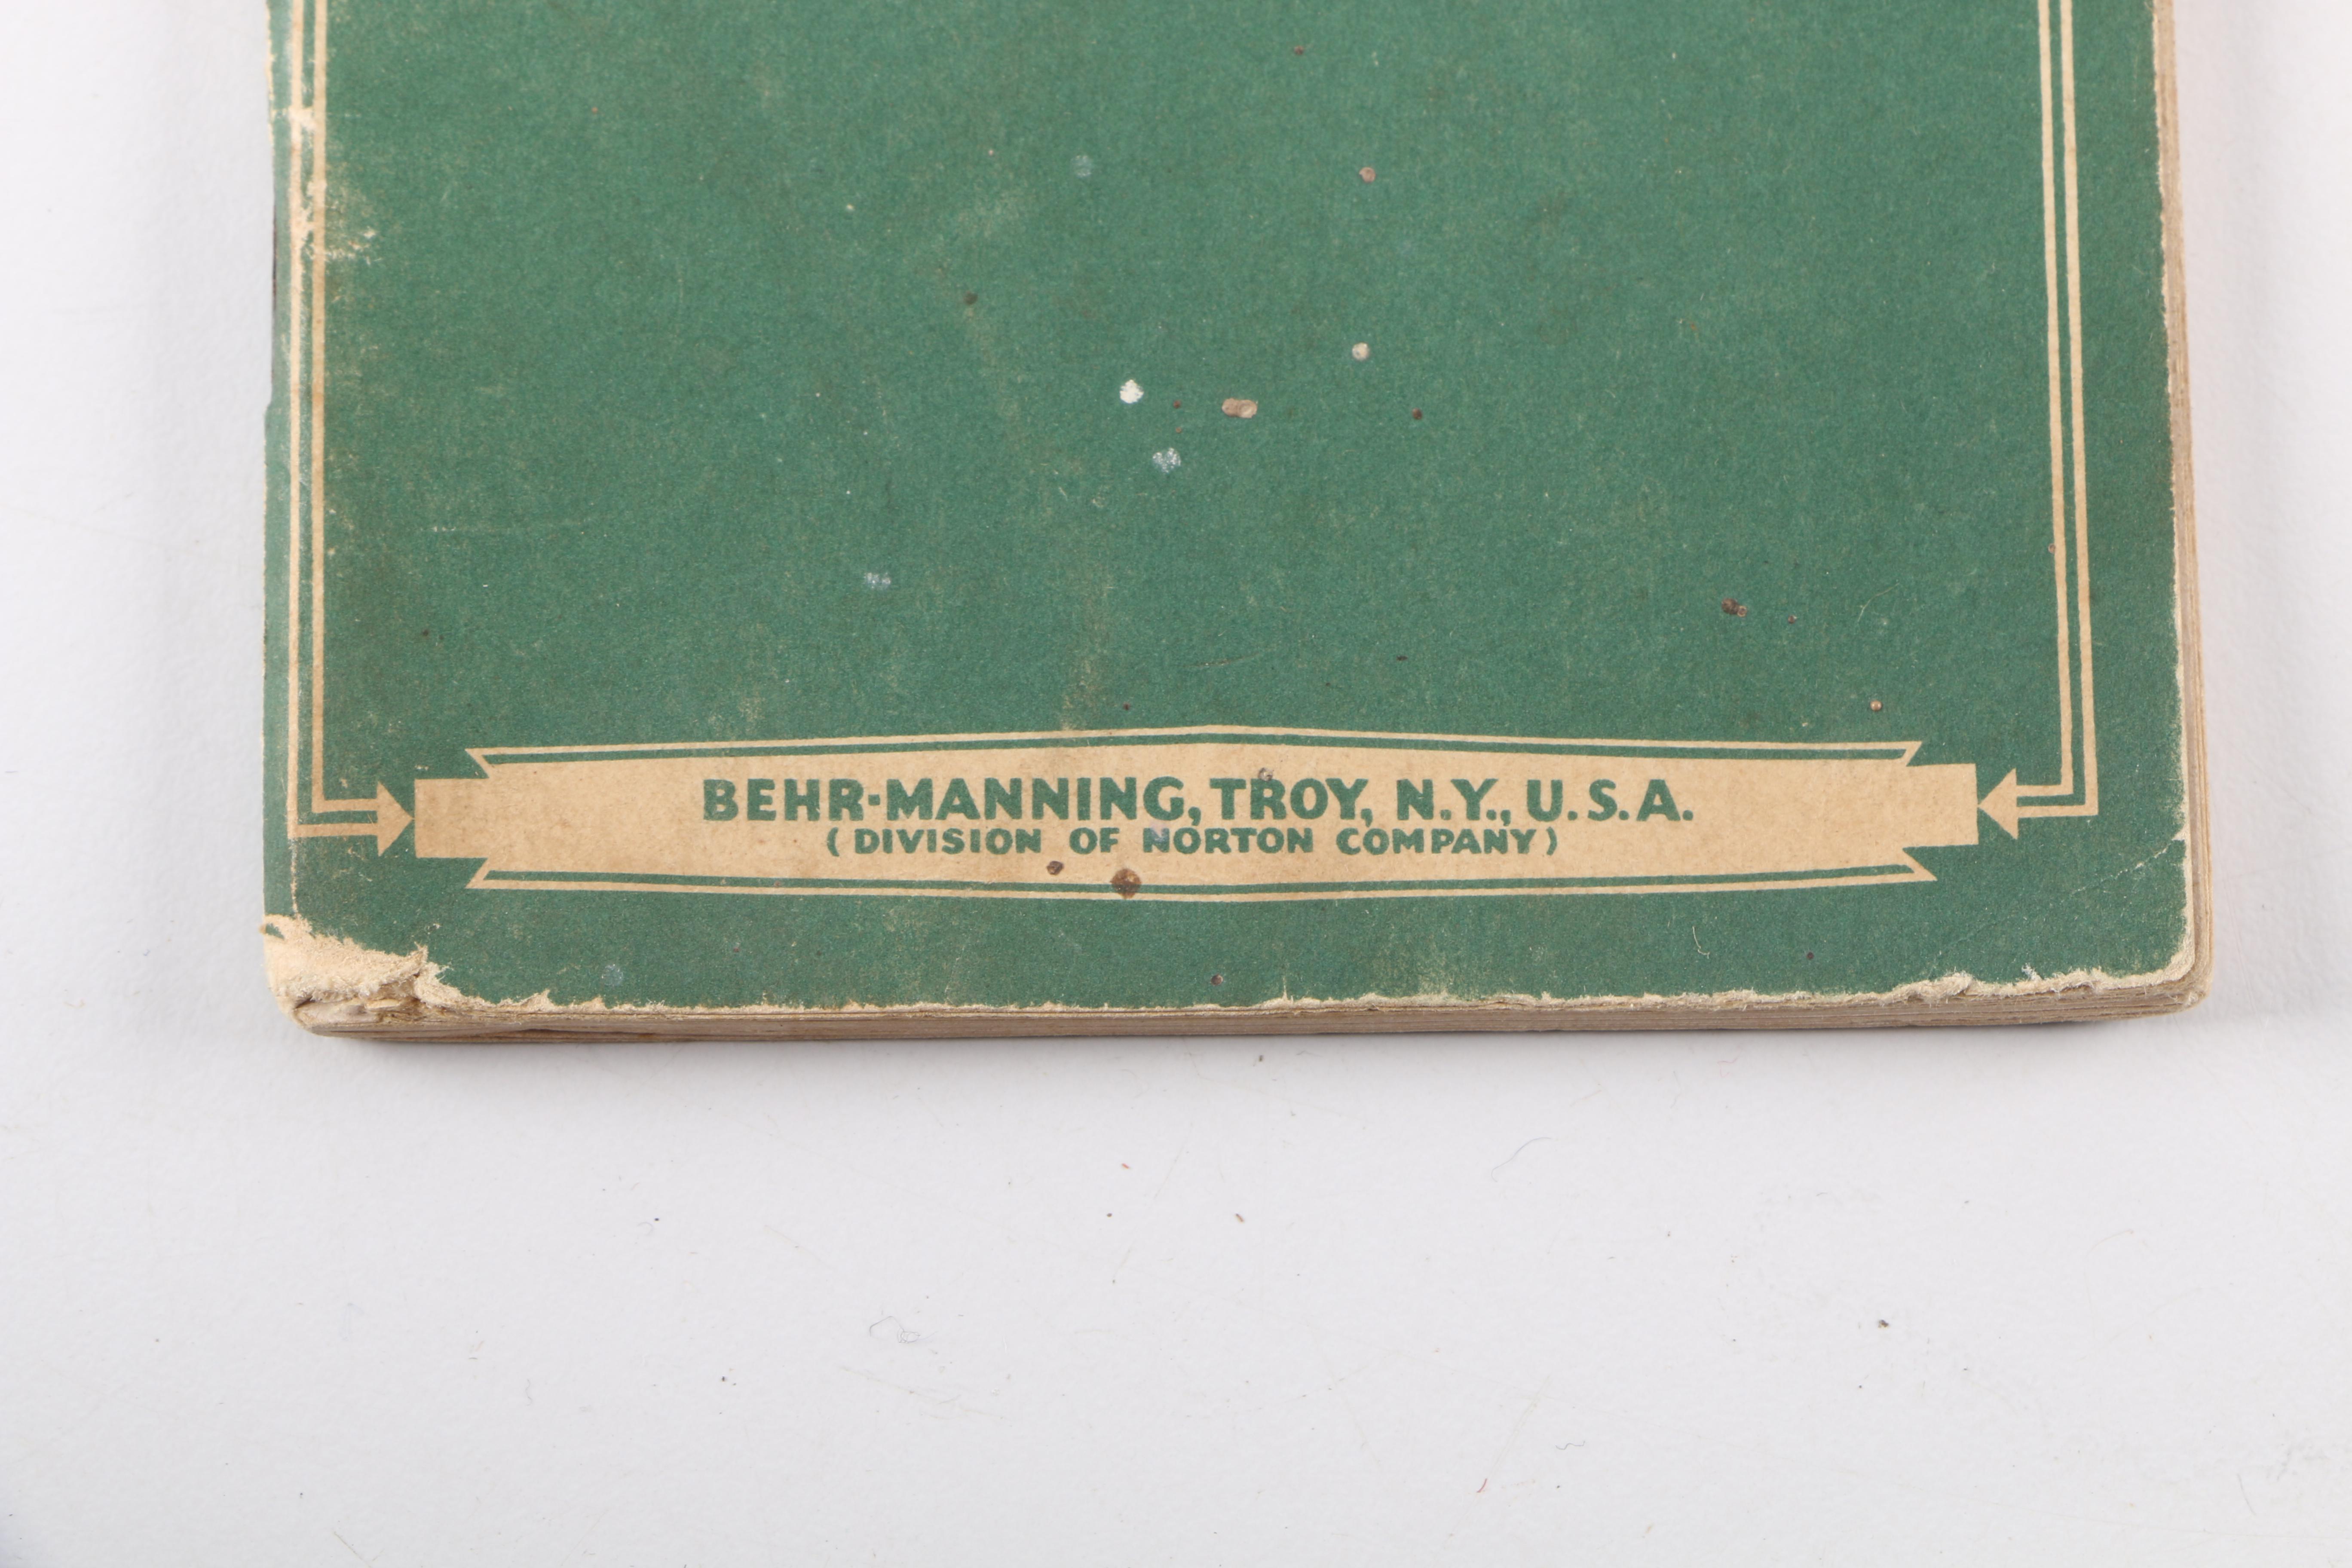 BEHR-MANNING, TROY, N.Y., U.S.A.
(DIVISION OF NORTON COMPANY)